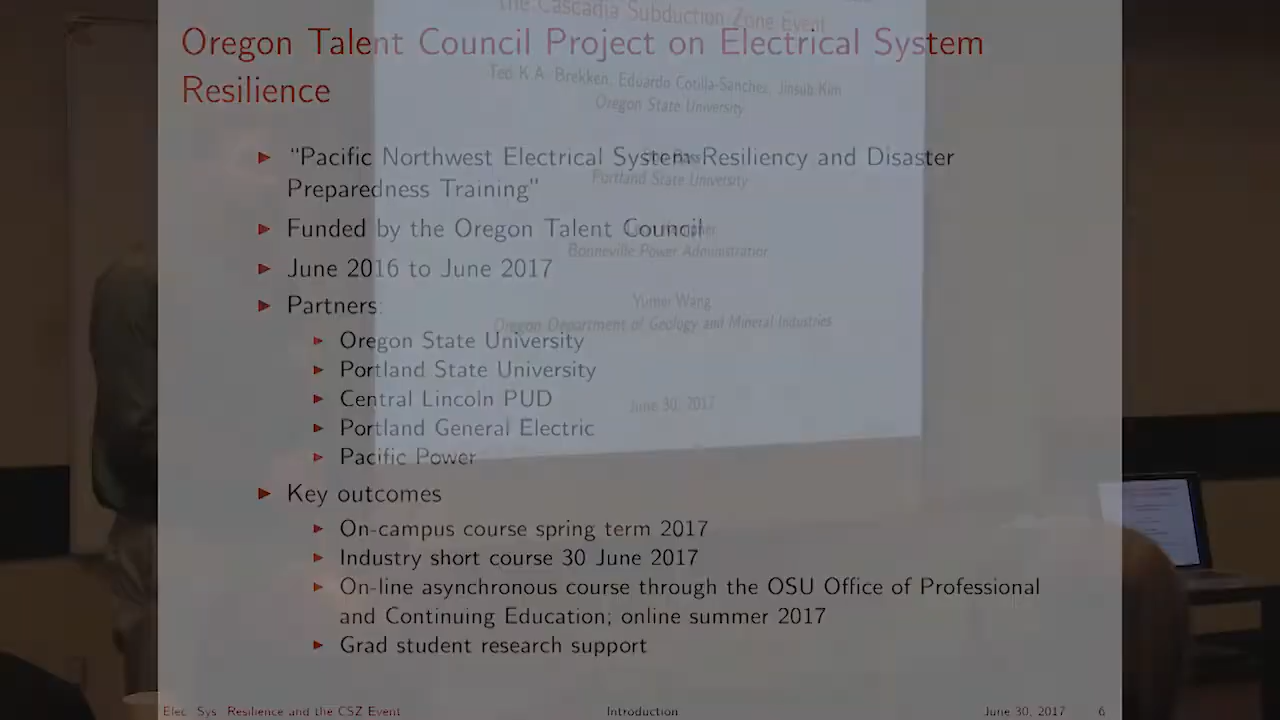 Oregon Talent Council Project on Electrical System
Resilience
"Pacific Northwest Electrical System Resiliency and Disaster
Preparedness Training"
Funded by the Oregon Talent Council
June 2016 to June 2017
Partners:
Oregon State University
Portland State University
Central Lincoln PUD
Portland General Electric
Pacific Power
Key outcomes
On-campus course spring term 2017
Industry short course 30 June 2017
On-line asynchronous course through the OSU Office of Professional
and Continuing Education; online summer 2017
Grad student research support
Elec. Sys. Resilience and the CSZ Event
Introduction
June 30, 2017 6
the Cascadia Subduction Zone Event
Ted K.A. Brekken, Eduardo Cotilla-Sanchez, Jinsub Kim
Oregon State University
Portland State University
Bonneville Power Administration
Yumei Wang
Oregon Department of Geology and Mineral Industries
June 30, 2017